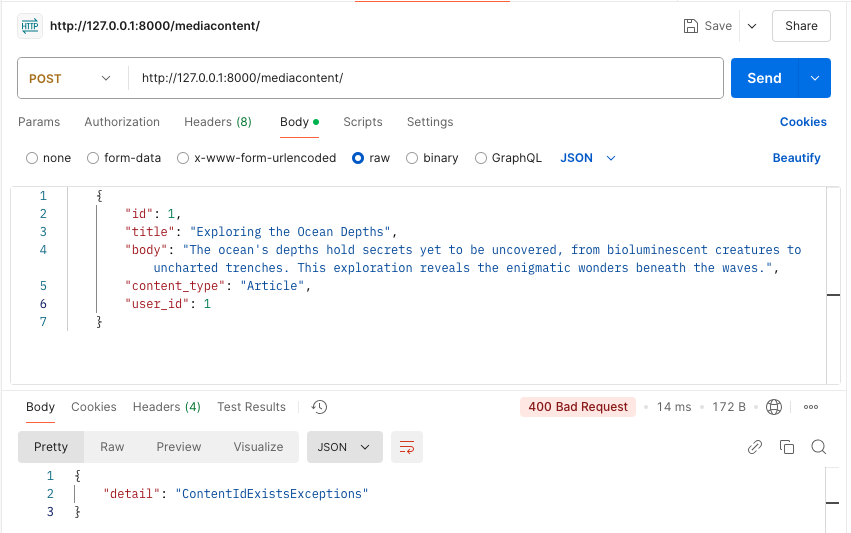 HTTP http://127.0.0.1:8000/mediacontent/ Save Share
POST http://127.0.0.1:8000/mediacontent/ Send
Params Authorization Headers (8) Body Scripts Settings Cookies
none form-data x-www-form-urlencoded raw binary GraphQL JSON Beautify
1 {
2 "id": 1,
3 "title": "Exploring the Ocean Depths",
4 "body": "The ocean's depths hold secrets yet to be uncovered, from bioluminescent creatures to
uncharted trenches. This exploration reveals the enigmatic wonders beneath the waves.",
5 "content_type": "Article",
6 "user_id": 1
7 }
Body Cookies Headers (4) Test Results 400 Bad Request 14 ms 172 B
Pretty Raw Preview Visualize JSON
1 {
2 "detail": "ContentIdExistsExceptions"
3 }